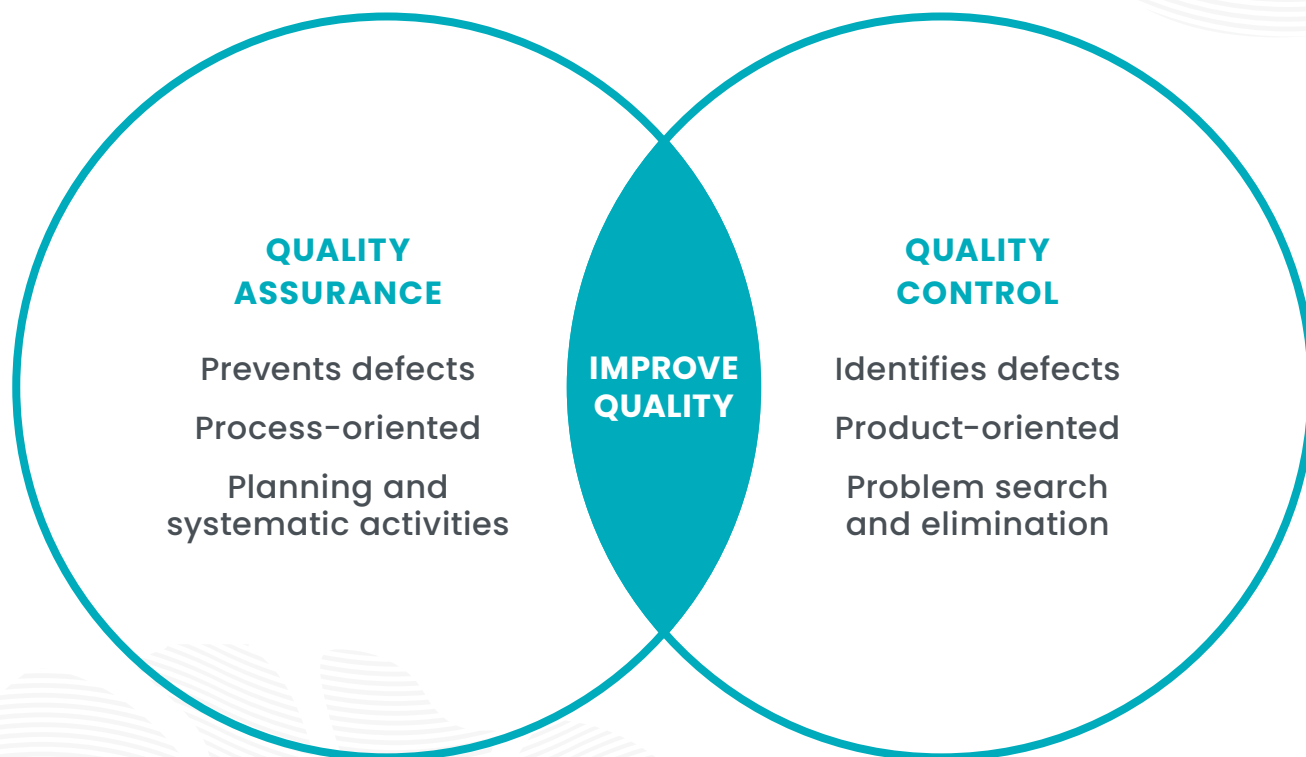 QUALITY
ASSURANCE
Prevents defects
Process-oriented
Planning and
systematic activities
IMPROVE
QUALITY
QUALITY
CONTROL
Identifies defects
Product-oriented
Problem search
and elimination